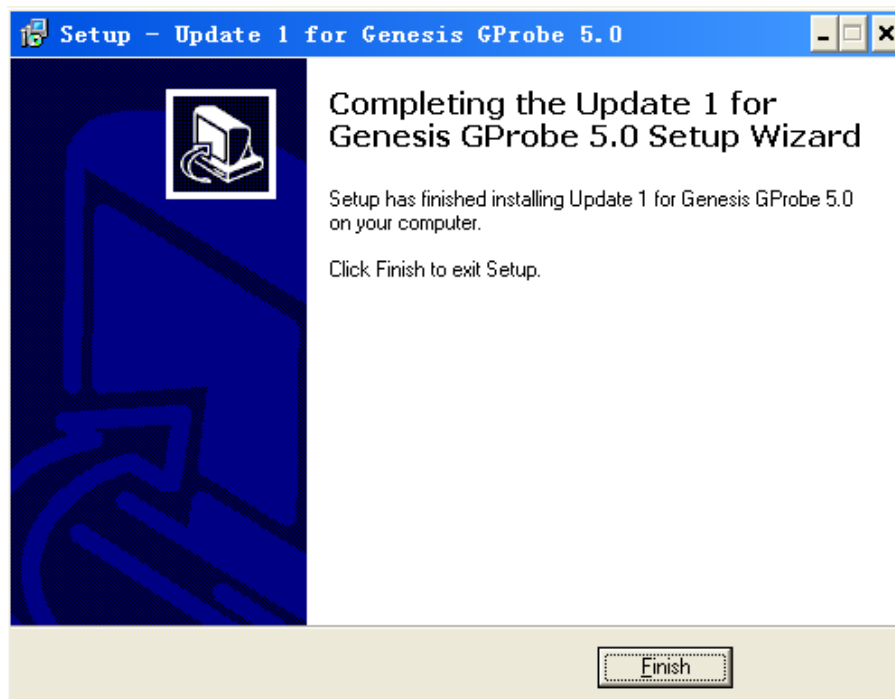 Setup - Update 1 for Genesis GProbe 5.0
Completing the Update 1 for
Genesis GProbe 5.0 Setup Wizard
Setup has finished installing Update 1 for Genesis GProbe 5.0
on your computer.
Click Finish to exit Setup.
Finish